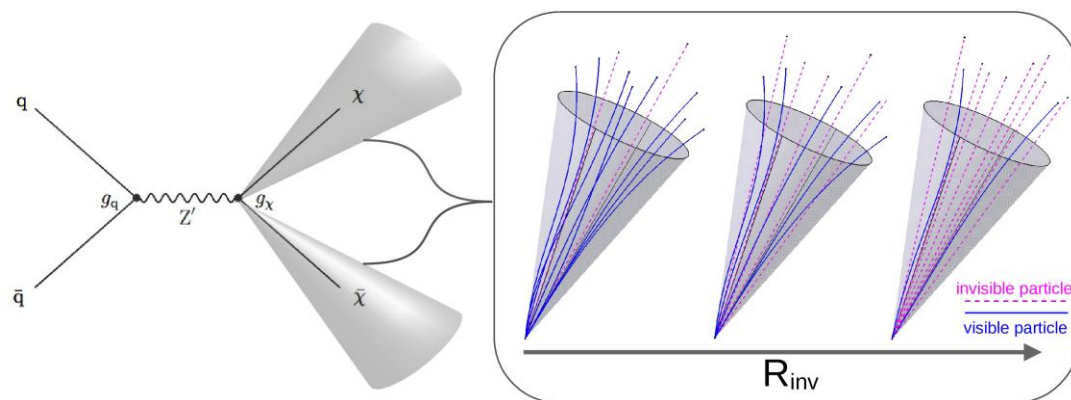 q
χ
g_q
Z′
g_χ
q̄
χ̄
invisible particle
visible particle
R_inv